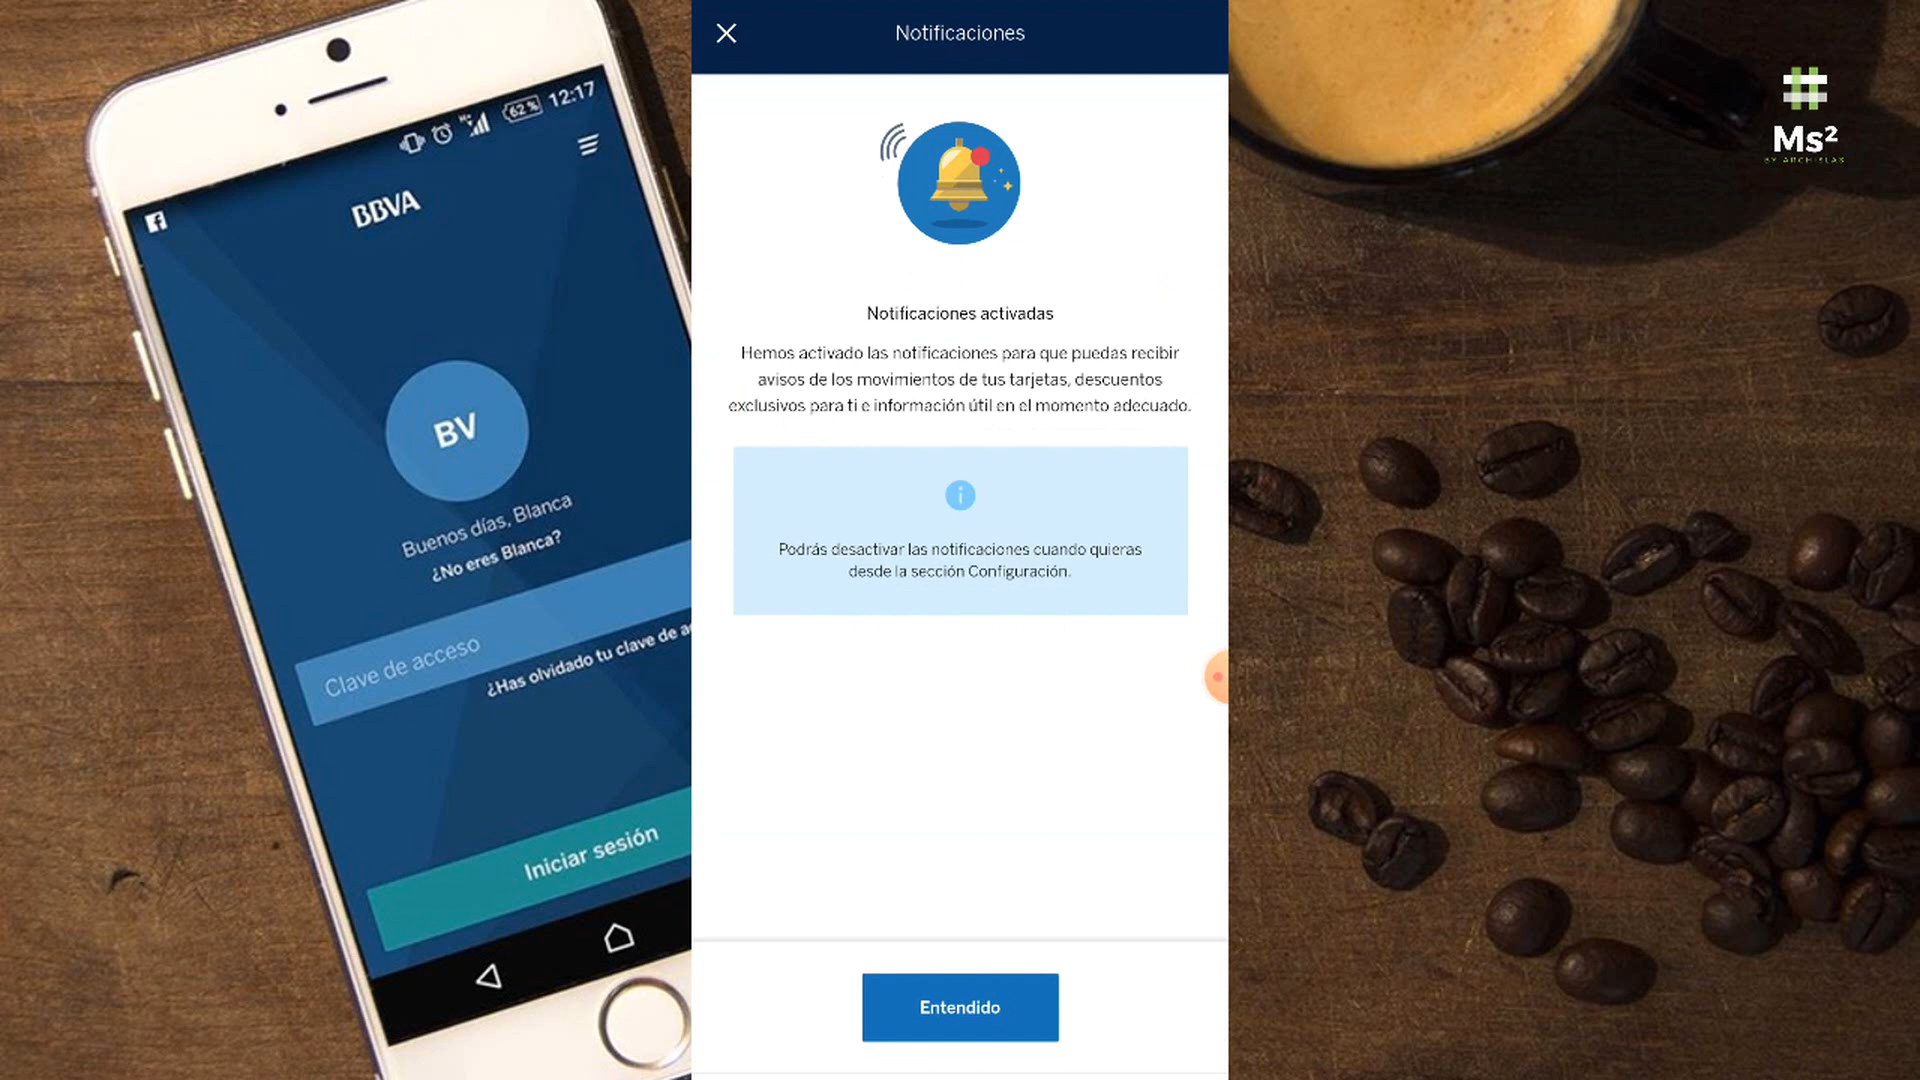 62%
12:17
BBVA
BV
Buenos días, Blanca
¿No eres Blanca?
Clave de acceso
¿Has olvidado tu clave de a
Iniciar sesión
Notificaciones
Notificaciones activadas
Hemos activado las notificaciones para que puedas recibir
avisos de los movimientos de tus tarjetas, descuentos
exclusivos para ti e información útil en el momento adecuado.
Podrás desactivar las notificaciones cuando quieras
desde la sección Configuración.
Entendido
Ms²
BY ARCHISLAS